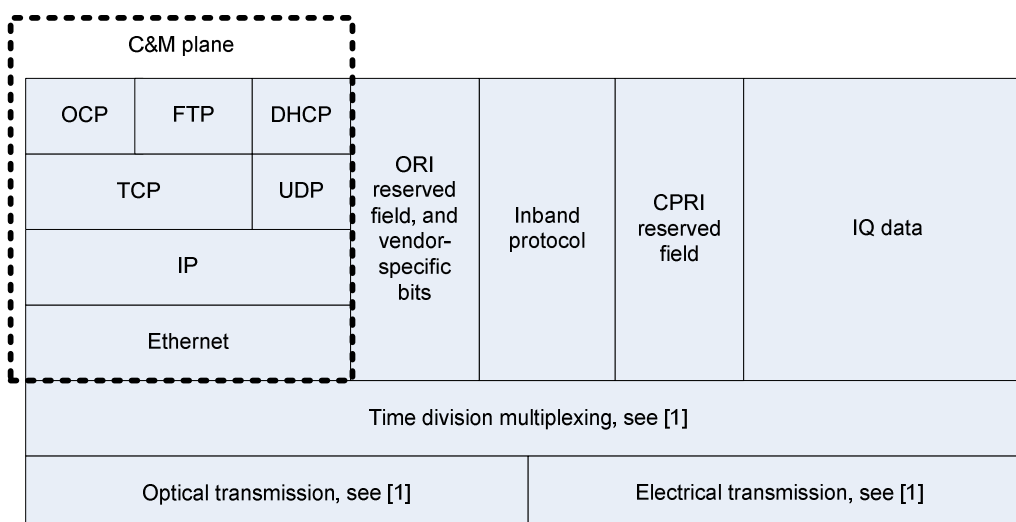 C&M plane
OCP
FTP
DHCP
TCP
UDP
IP
Ethernet
ORI
reserved
field, and
vendor-
specific
bits
Inband
protocol
CPRI
reserved
field
IQ data
Time division multiplexing, see [1]
Optical transmission, see [1]
Electrical transmission, see [1]